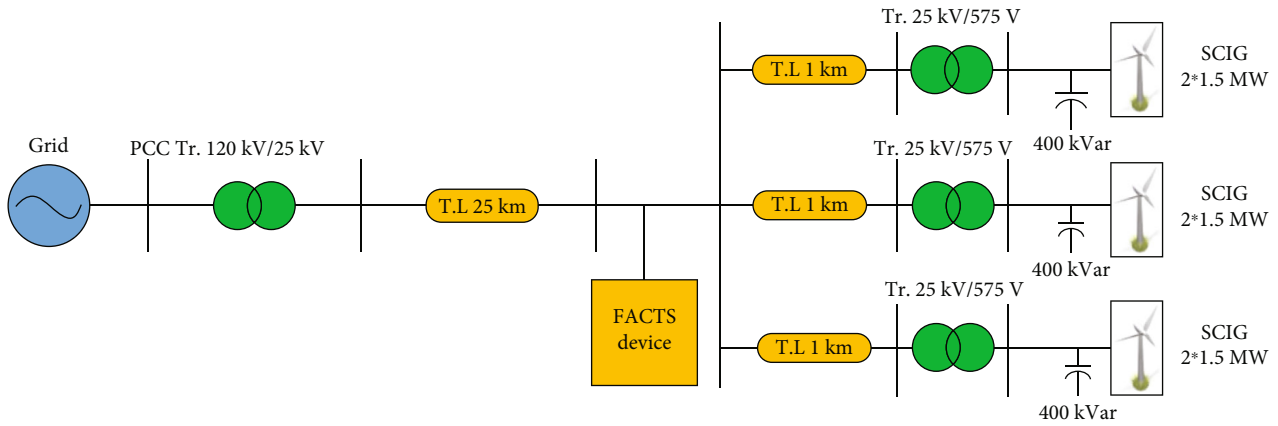 Grid
PCC Tr. 120 kV/25 kV
T.L 25 km
FACTS
device
Tr. 25 kV/575 V
T.L 1 km
400 kVar
SCIG
2*1.5 MW
Tr. 25 kV/575 V
T.L 1 km
400 kVar
SCIG
2*1.5 MW
Tr. 25 kV/575 V
T.L 1 km
400 kVar
SCIG
2*1.5 MW